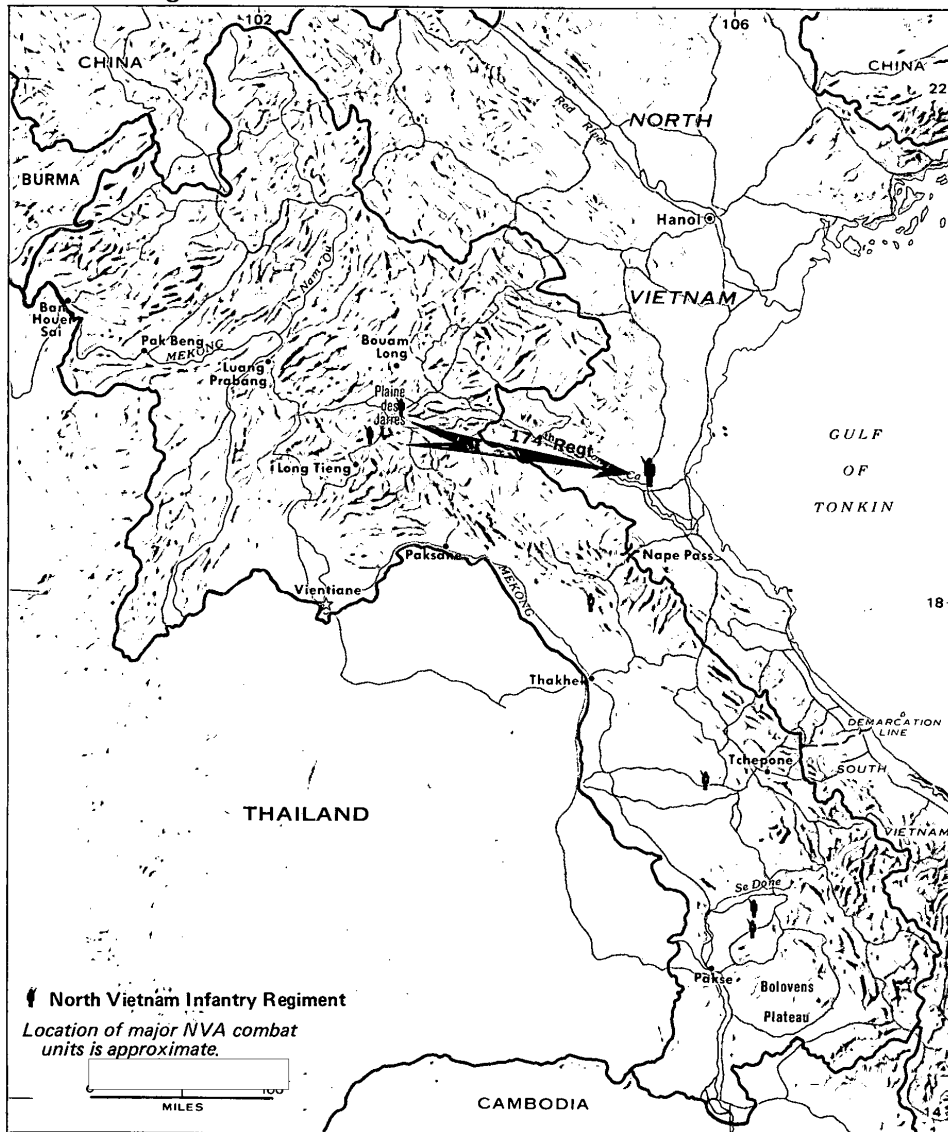 102
106
CHINA
CHINA
22
Red River
NORTH
BURMA
Hanoi
Nam Ou
VIETNAM
Ban
Houei
Sai
Pak Beng
MEKONG
Bouam
Long
Luang
Prabang
Plaine
des
Jarres
174th Regt
GULF
OF
TONKIN
Long Tieng
Ca
Paksane
Nape Pass
MEKONG
Vientiane
18
Thakhek
DEMARCATION
LINE
Tchepone
SOUTH
THAILAND
VIETNAM
Se Done
Pakse
Bolovens
Plateau
North Vietnam Infantry Regiment
Location of major NVA combat
units is approximate.
0 100
MILES
CAMBODIA
14